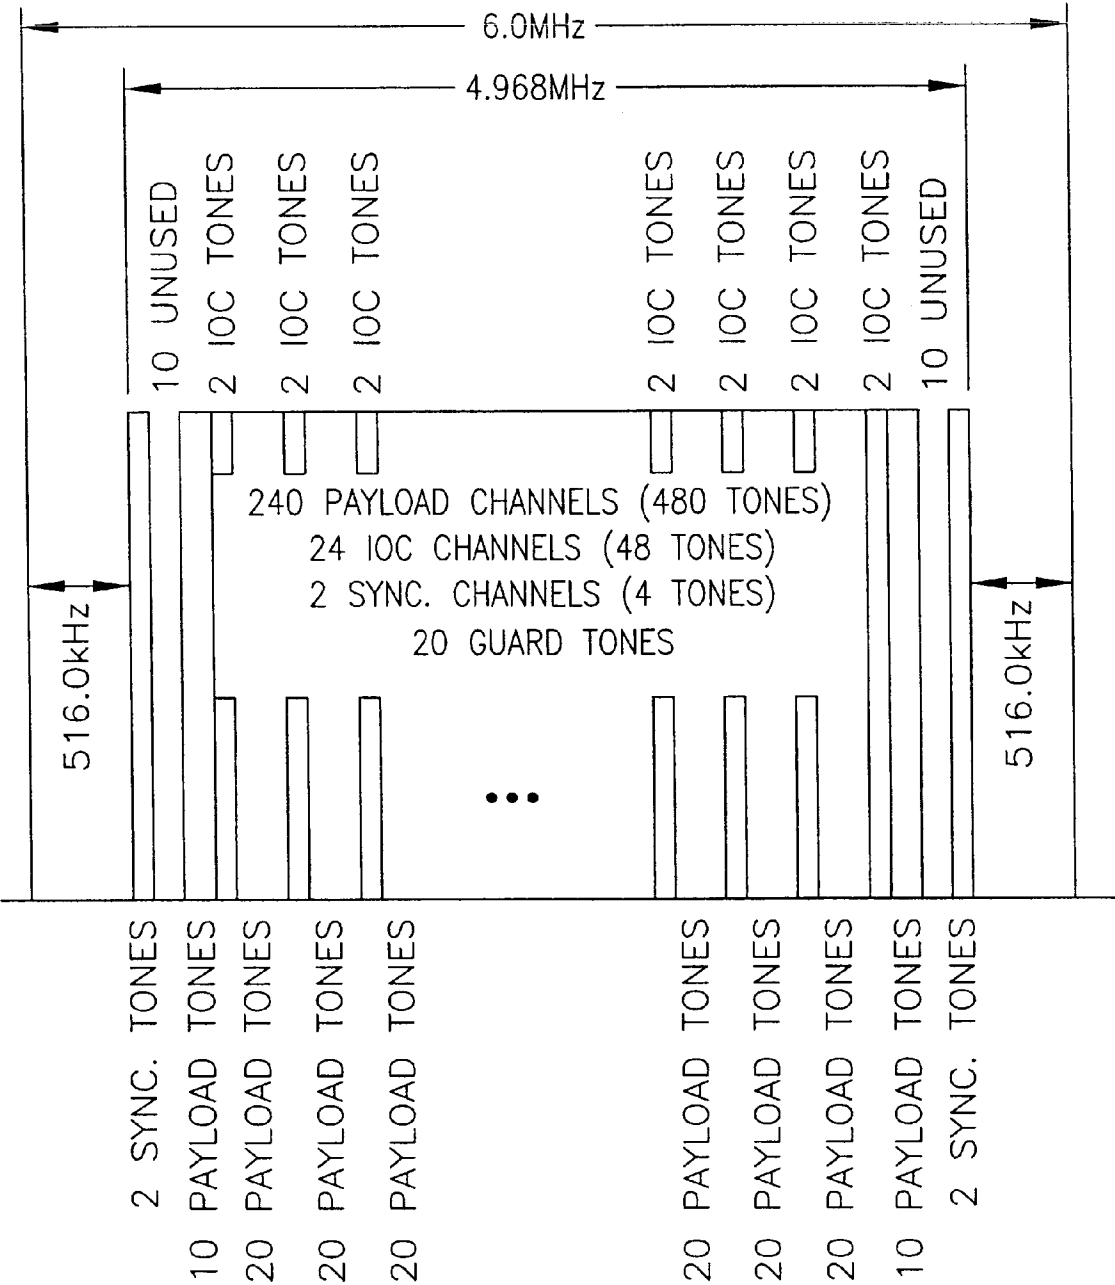 6.0MHz
4.968MHz
10 UNUSED
2 IOC TONES
2 IOC TONES
2 IOC TONES
2 IOC TONES
2 IOC TONES
2 IOC TONES
2 IOC TONES
10 UNUSED
240 PAYLOAD CHANNELS (480 TONES)
24 IOC CHANNELS (48 TONES)
2 SYNC. CHANNELS (4 TONES)
20 GUARD TONES
516.0kHz
516.0kHz
2 SYNC. TONES
10 PAYLOAD TONES
20 PAYLOAD TONES
20 PAYLOAD TONES
20 PAYLOAD TONES
20 PAYLOAD TONES
20 PAYLOAD TONES
20 PAYLOAD TONES
10 PAYLOAD TONES
2 SYNC. TONES